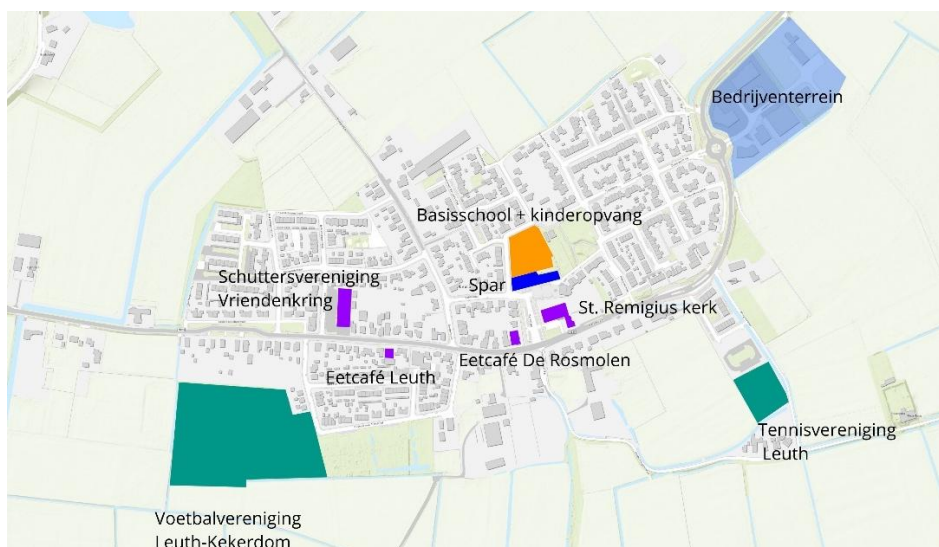 Bedrijventerrein
Basisschool + kinderopvang
Schuttersvereniging
Vriendenkring
Spar
St. Remigius kerk
Eetcafé De Rosmolen
Eetcafé Leuth
Tennisvereniging
Leuth
Voetbalvereniging
Leuth-Kekerdom